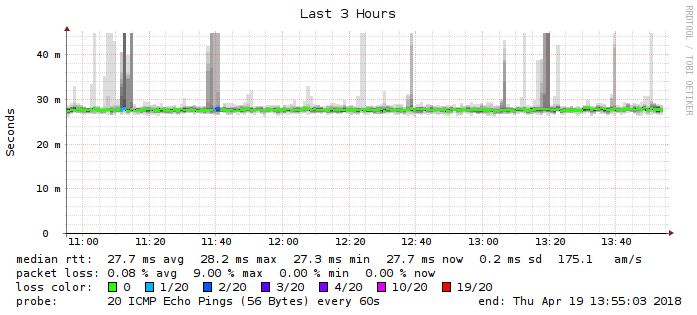 Last 3 Hours
RRDTOOL / TOBI OETIKER
Seconds
40 m
30 m
20 m
10 m
0
11:00 11:20 11:40 12:00 12:20 12:40 13:00 13:20 13:40
median rtt: 27.7 ms avg 28.2 ms max 27.3 ms min 27.7 ms now 0.2 ms sd 175.1 am/s
packet loss: 0.08 % avg 9.00 % max 0.00 % min 0.00 % now
loss color: 0 1/20 2/20 3/20 4/20 10/20 19/20
probe: 20 ICMP Echo Pings (56 Bytes) every 60s end: Thu Apr 19 13:55:03 2018